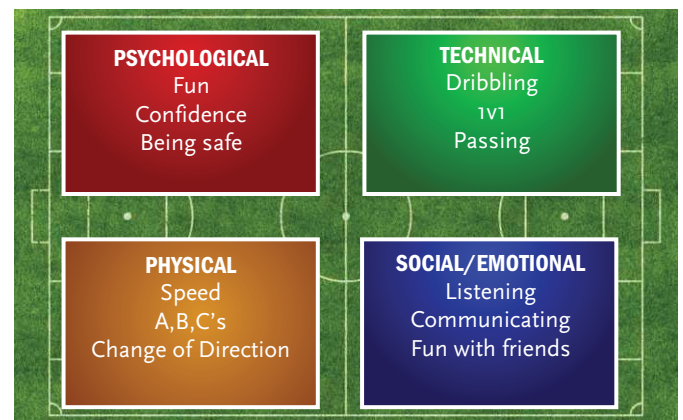 PSYCHOLOGICAL
Fun
Confidence
Being safe
TECHNICAL
Dribbling
1v1
Passing
PHYSICAL
Speed
A,B,C’s
Change of Direction
SOCIAL/EMOTIONAL
Listening
Communicating
Fun with friends